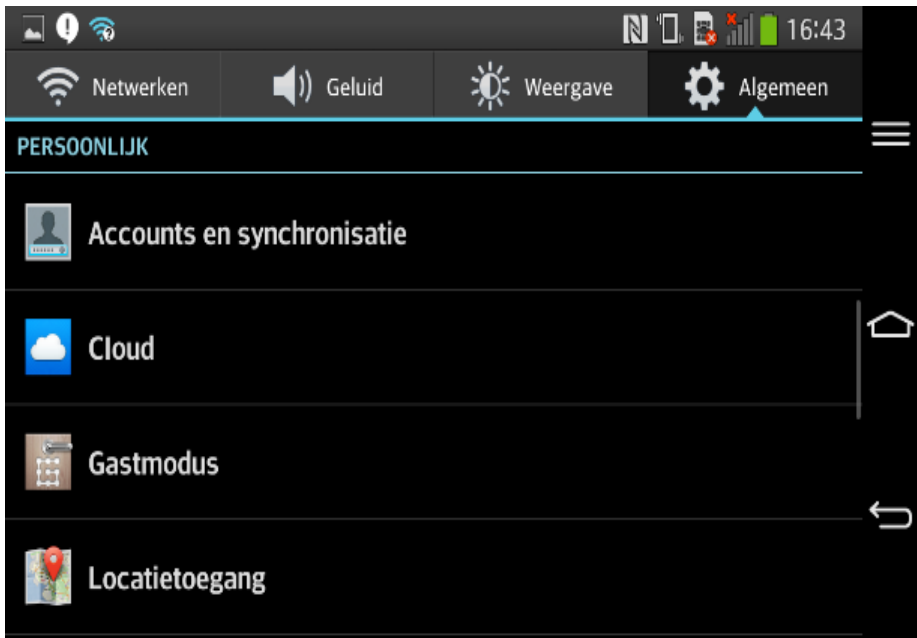 16:43
Netwerken Geluid Weergave Algemeen
PERSOONLIJK
Accounts en synchronisatie
Cloud
Gastmodus
Locatietoegang